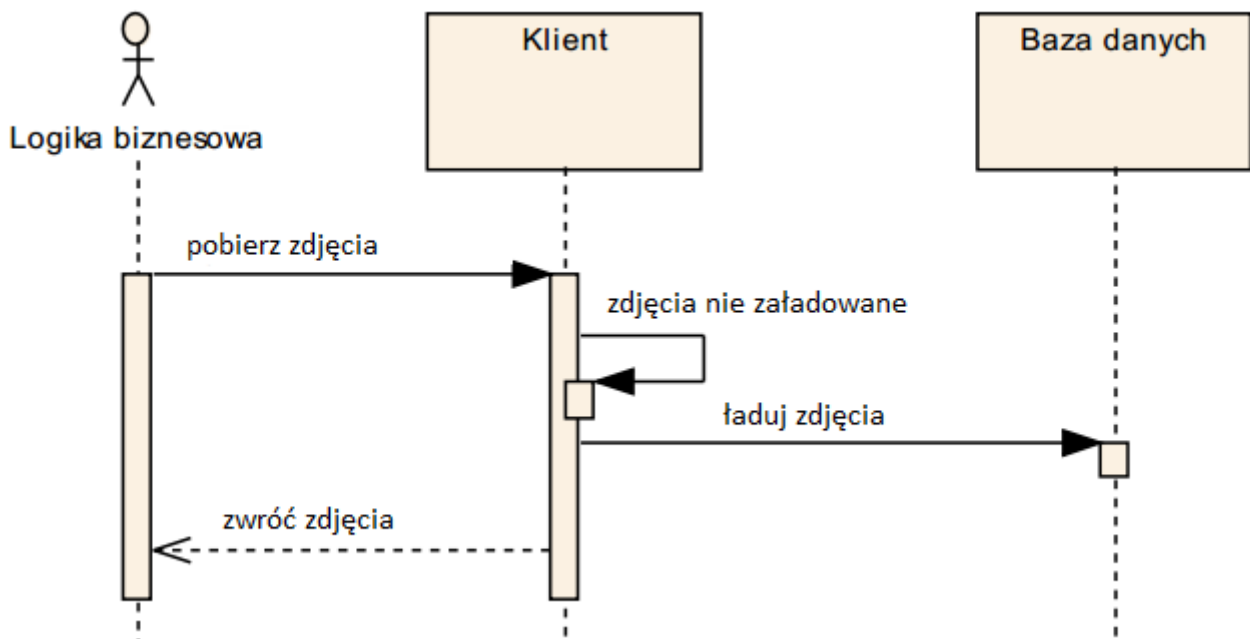 Klient
Baza danych
Logika biznesowa
pobierz zdjęcia
zdjęcia nie załadowane
ładuj zdjęcia
zwróć zdjęcia